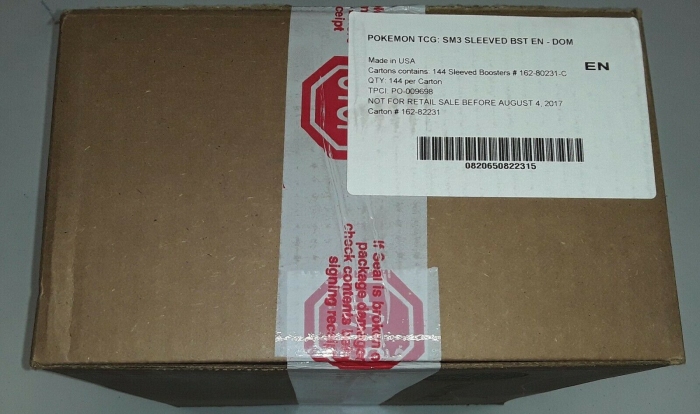 receipt
STOP
POKEMON TCG: SM3 SLEEVED BST EN - DOM
Made in USA
EN
Cartons contains: 144 Sleeved Boosters # 162-80231-C
QTY: 144 per Carton
TPCI: PO-009698
NOT FOR RETAIL SALE BEFORE AUGUST 4, 2017
Carton # 162-82231
0820650822315
If Seal is broken
package
check contents
signing